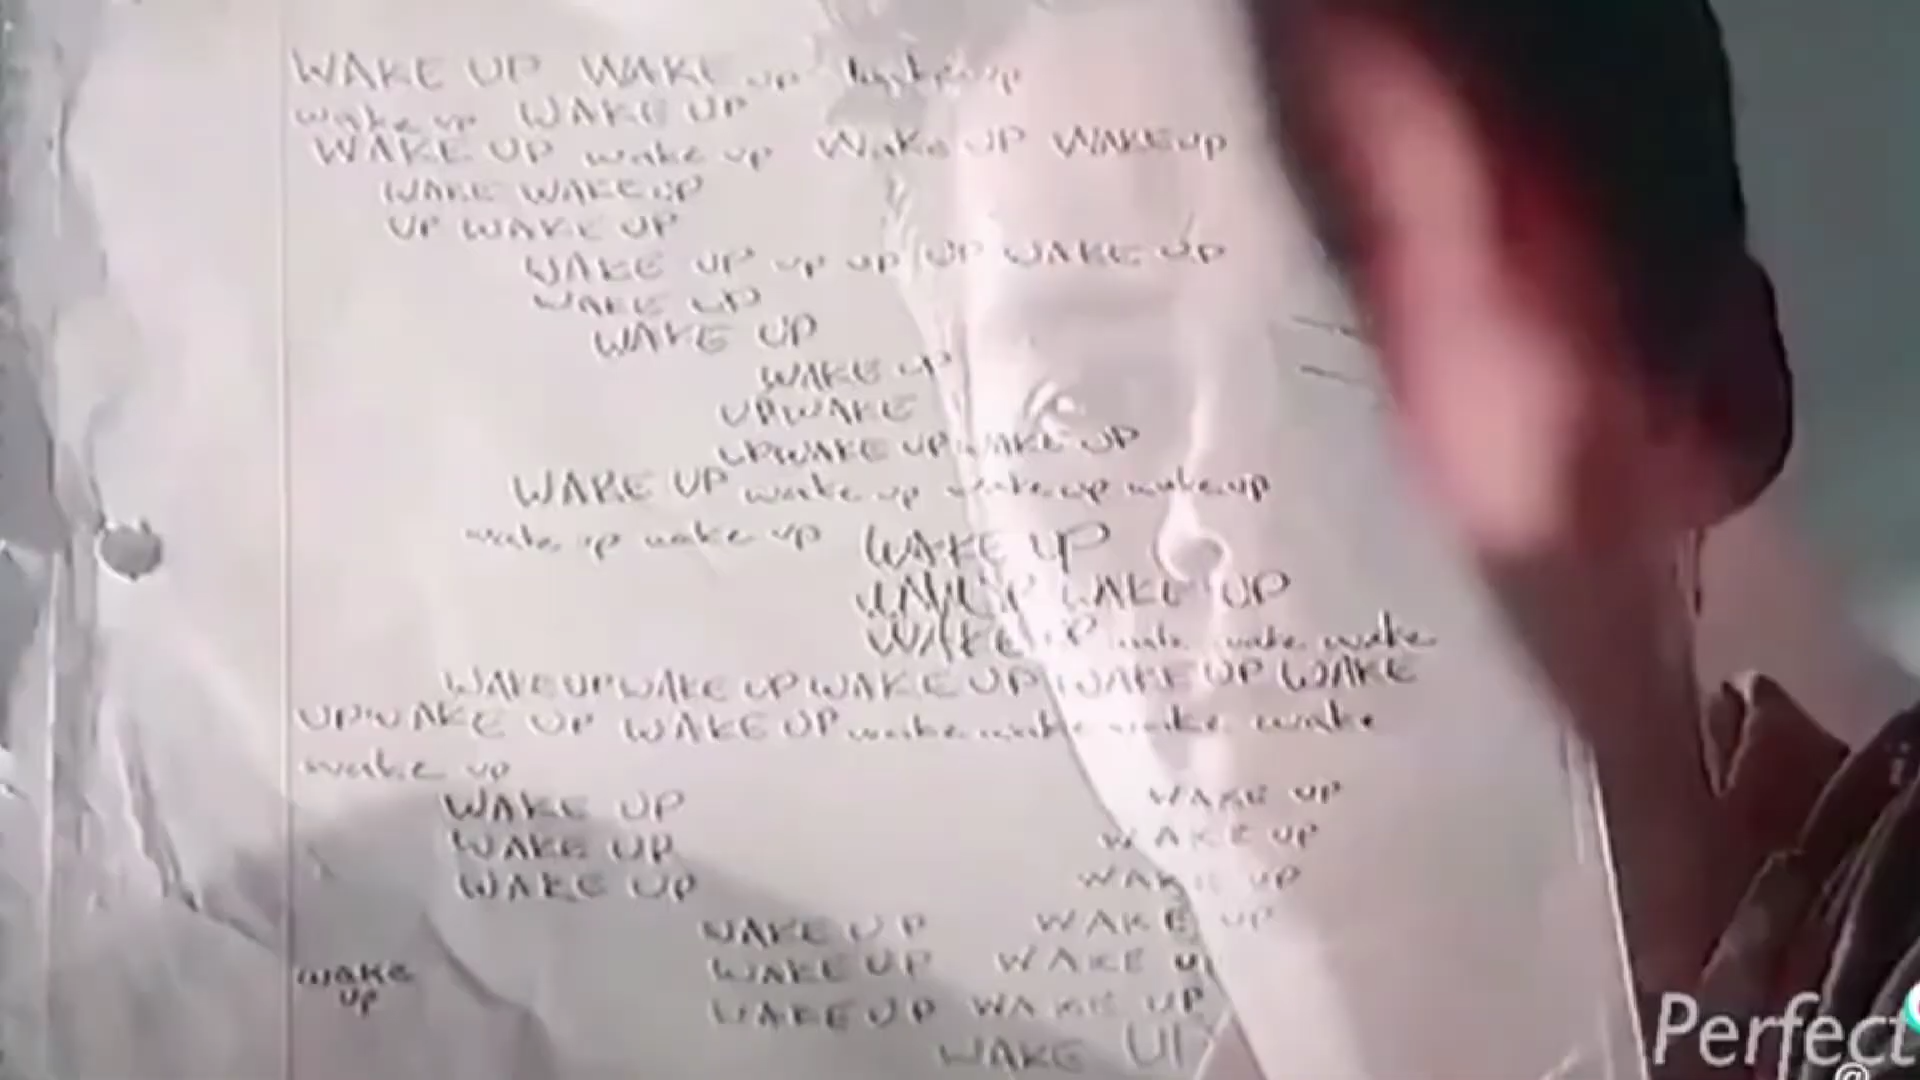 WAKE UP WAKE up
wake up WAKE UP
WAKE UP wake up Wake UP WAKE up
WAKE WAKE UP
UP WAKE UP
WAKE UP up up UP WAKE UP
WAKE UP
WAKE UP
WAKE UP
UPWAKE
UPWAKE UPWAKE UP
WAKE UP wake up wake up wake up
wake up wake up WAKE UP
WAKE UP
WAKE UP wake wake wake
WAKEUPWAKE UPWAKE UP WAKE UP WAKE
UPWAKE UP WAKE UP wake wake wake wake
wake up
WAKE UP WAKE UP
WAKE UP WAKE UP
WAKE UP WAKE UP
WAKE UP WAKE UP
WAKE UP WAKE U
WAKE UP WAKE UP
wake
up
WAKE UP
Perfect
@